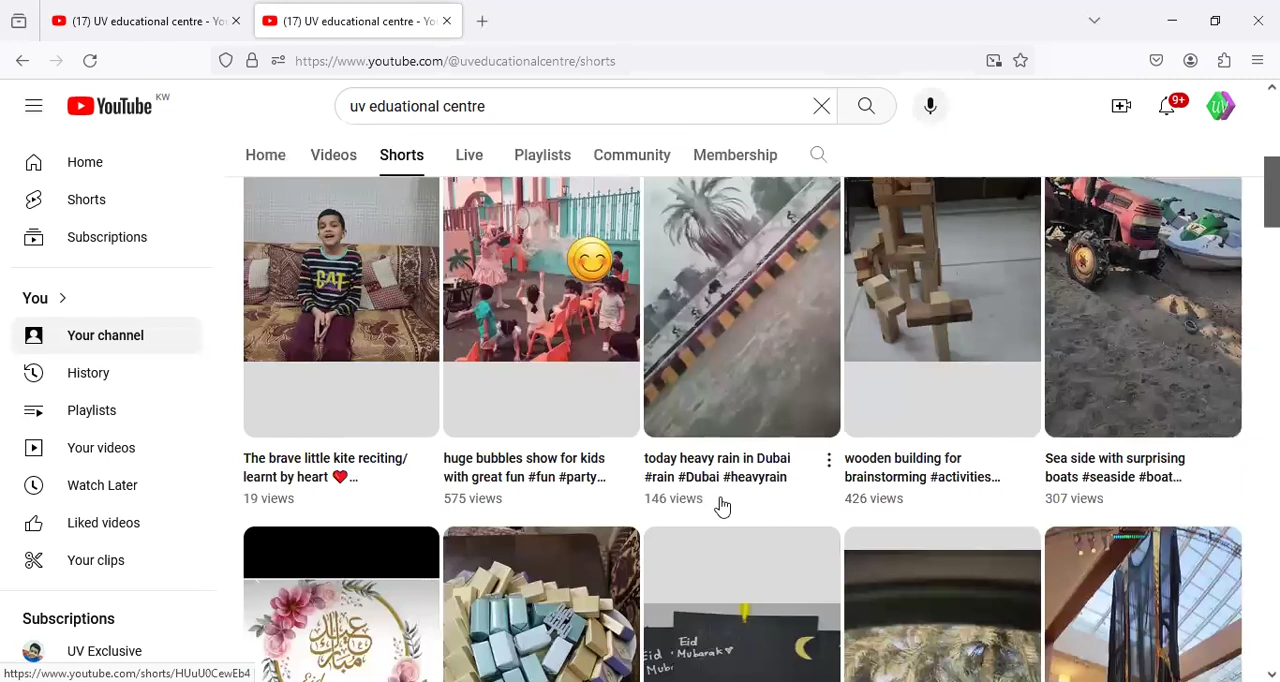 (17) UV educational centre - Yo
(17) UV educational centre - Yo
https://www.youtube.com/@uveducationalcentre/shorts
YouTube KW
uv eduational centre
9+
uv
Home
Videos
Shorts
Live
Playlists
Community
Membership
Home
Shorts
Subscriptions
You
Your channel
History
Playlists
Your videos
Watch Later
Liked videos
Your clips
Subscriptions
UV Exclusive
CAT
The brave little kite reciting/
learnt by heart ❤️...
19 views
huge bubbles show for kids
with great fun #fun #party...
575 views
today heavy rain in Dubai
#rain #Dubai #heavyrain
146 views
wooden building for
brainstorming #activities...
426 views
Sea side with surprising
boats #seaside #boat...
307 views
Eid
Mubarak
Eid
Mub
https://www.youtube.com/shorts/HUuU0CewEb4